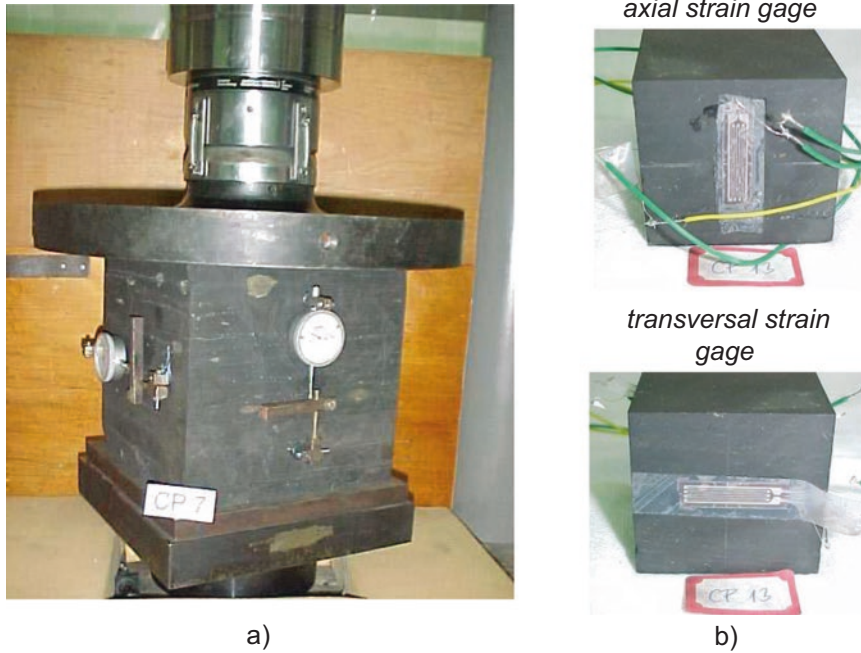 axial strain gage
CP 7
CP 13
transversal strain
gage
CP 13
a)
b)